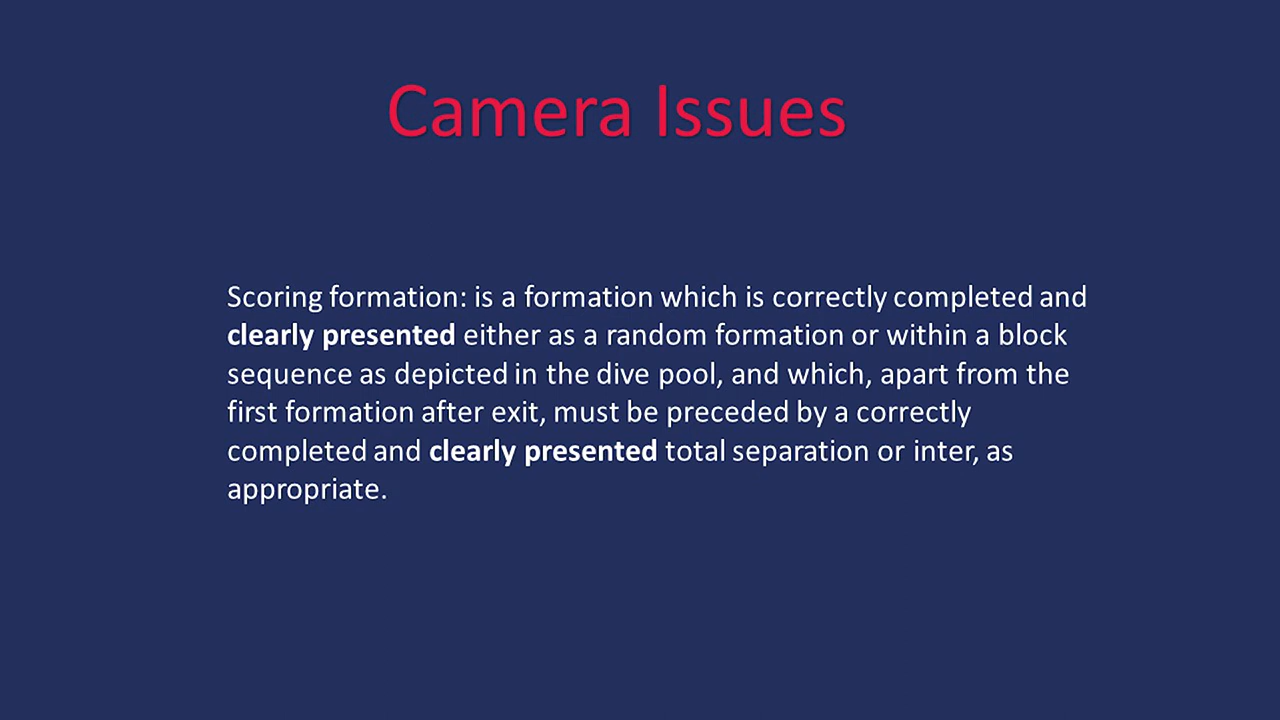 Camera Issues
Scoring formation: is a formation which is correctly completed and
clearly presented either as a random formation or within a block
sequence as depicted in the dive pool, and which, apart from the
first formation after exit, must be preceded by a correctly
completed and clearly presented total separation or inter, as
appropriate.